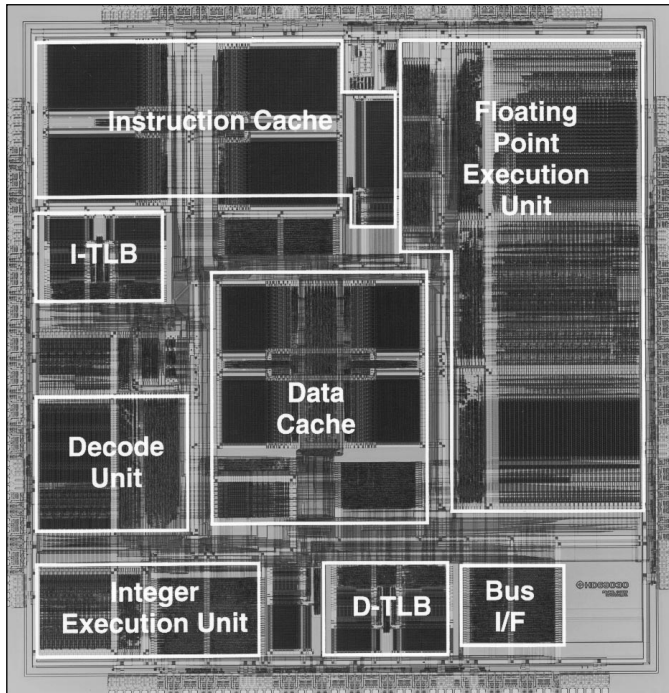 Instruction Cache
Floating
Point
Execution
Unit
I-TLB
Data
Cache
Decode
Unit
Integer
Execution Unit
D-TLB
Bus
I/F